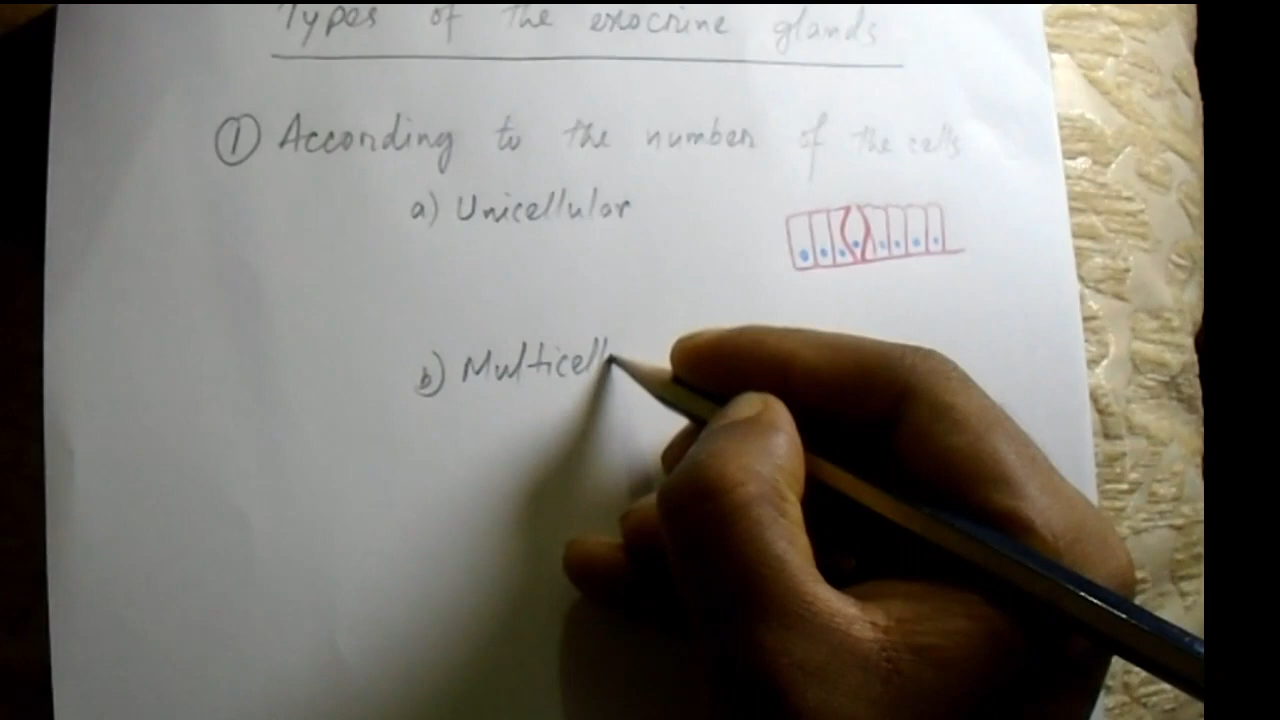 Types of the exocrine glands
① According to the number of the cells
a) Unicellular
b) Multicell